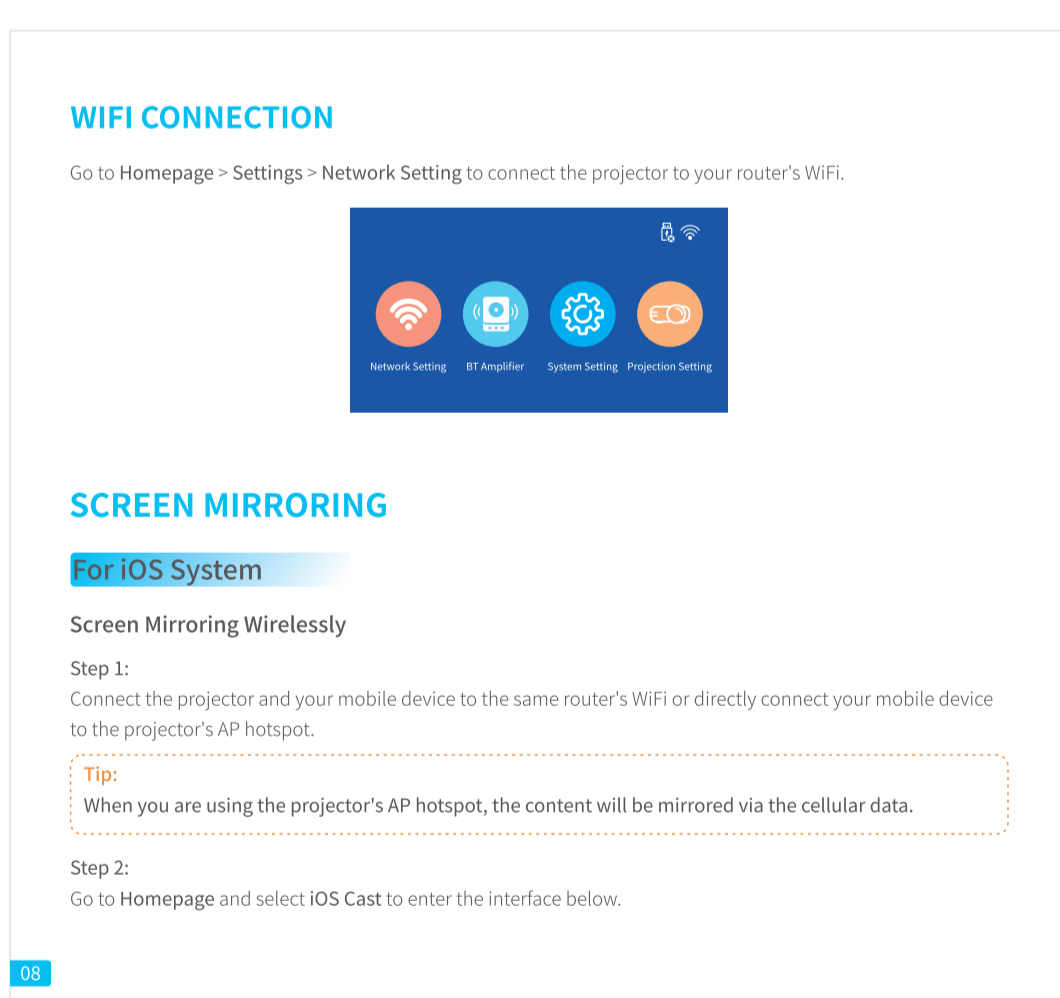 WIFI CONNECTION
Go to Homepage > Settings > Network Setting to connect the projector to your router's WiFi.
Network Setting BT Amplifier System Setting Projection Setting
SCREEN MIRRORING
For iOS System
Screen Mirroring Wirelessly
Step 1:
Connect the projector and your mobile device to the same router's WiFi or directly connect your mobile device
to the projector's AP hotspot.
Tip:
When you are using the projector's AP hotspot, the content will be mirrored via the cellular data.
Step 2:
Go to Homepage and select iOS Cast to enter the interface below.
08